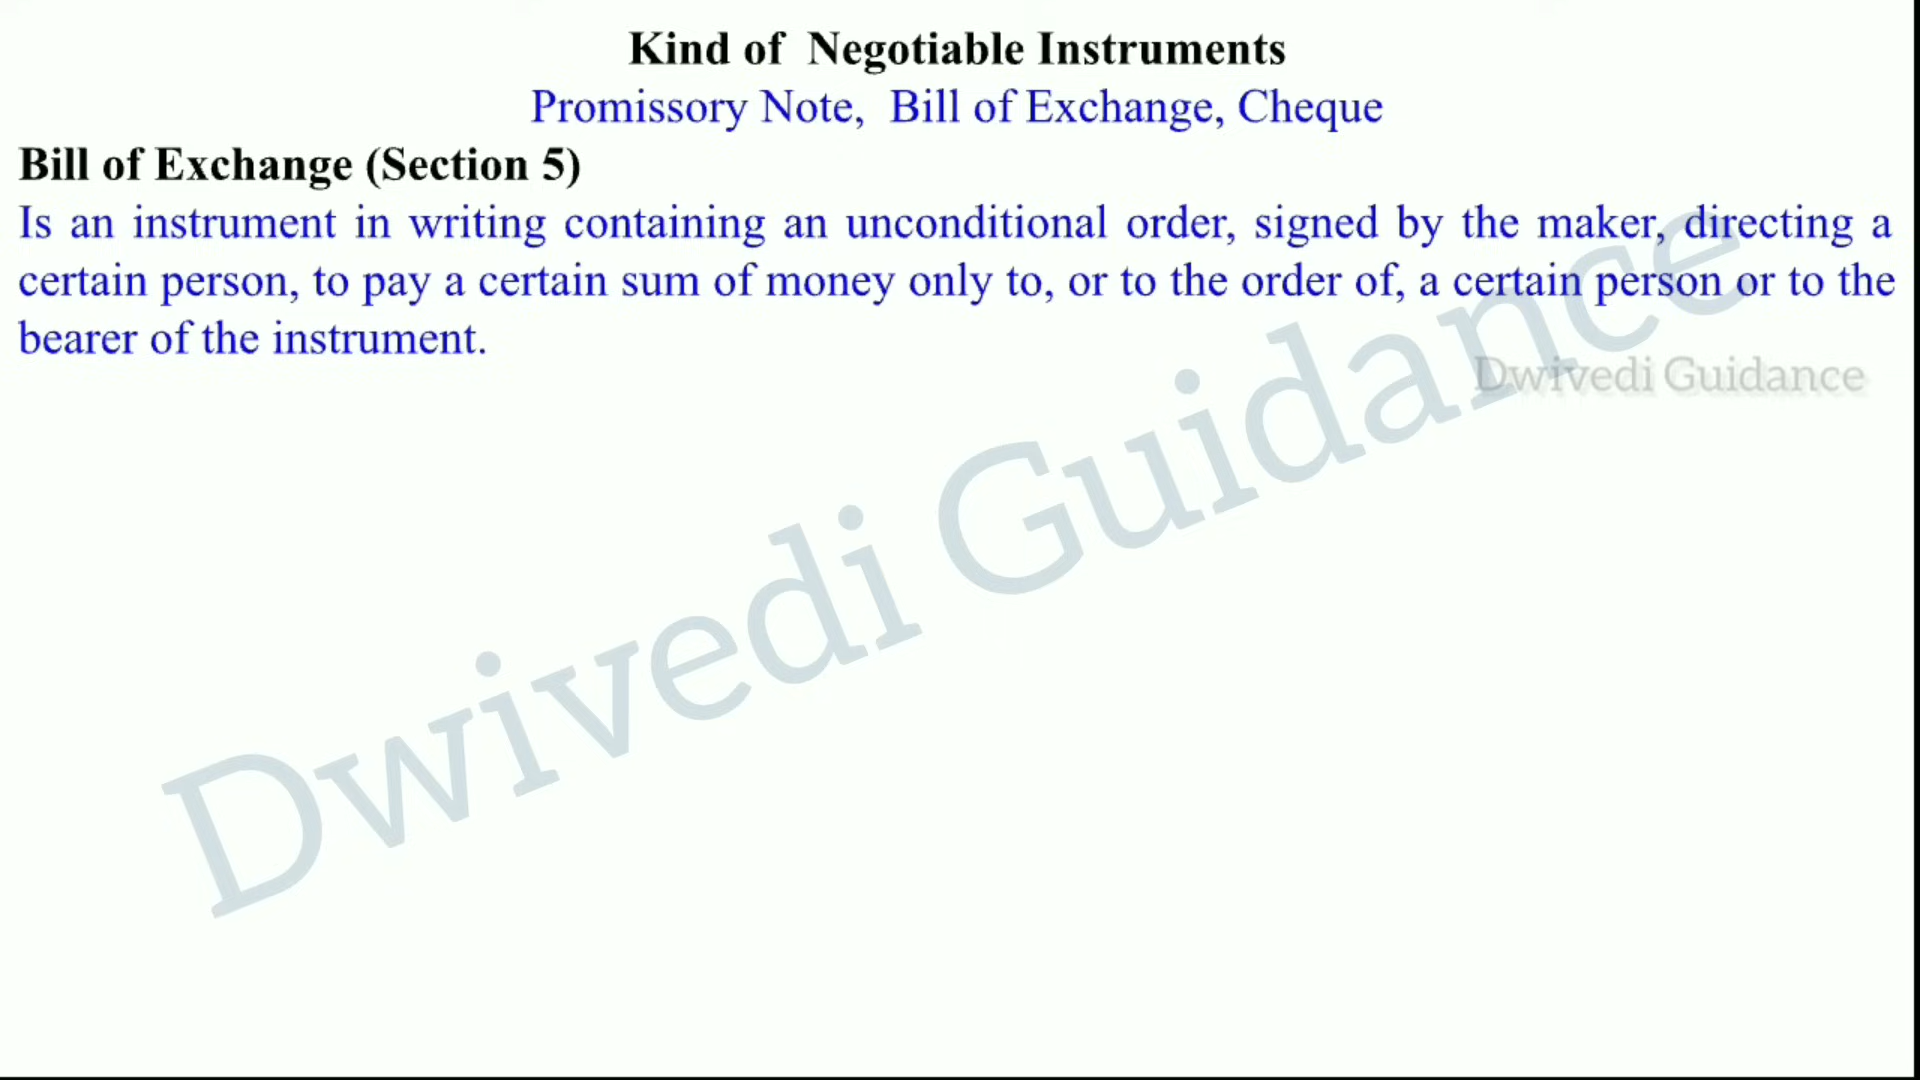 Kind of Negotiable Instruments
Promissory Note, Bill of Exchange, Cheque
Bill of Exchange (Section 5)
Is an instrument in writing containing an unconditional order, signed by the maker, directing a
certain person, to pay a certain sum of money only to, or to the order of, a certain person or to the
bearer of the instrument.
Dwivedi Guidance
Dwivedi Guidance